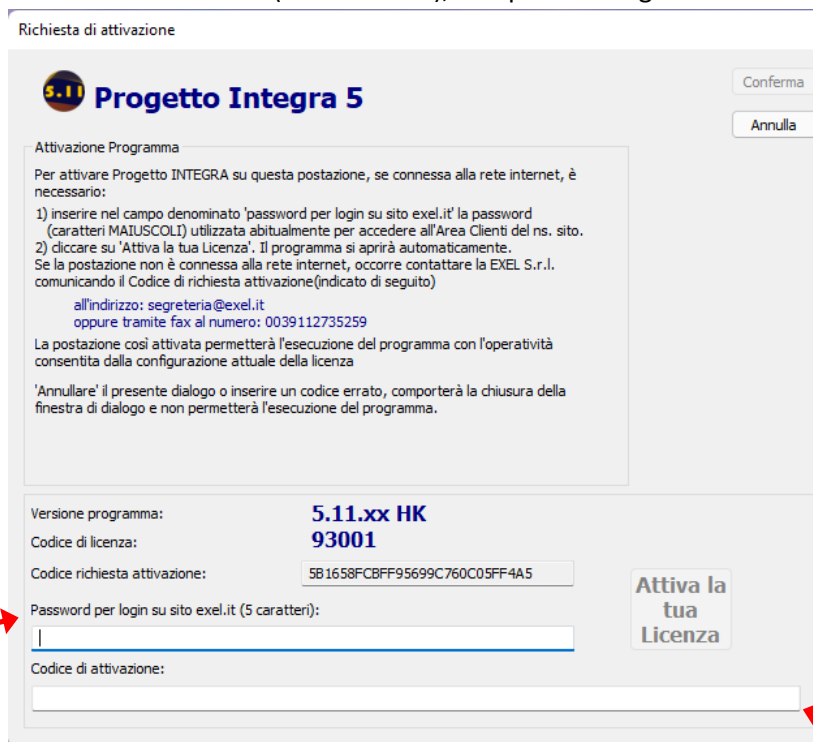 Richiesta di attivazione
5.11
Progetto Integra 5
Conferma
Annulla
Attivazione Programma
Per attivare Progetto INTEGRA su questa postazione, se connessa alla rete internet, è
necessario:
1) inserire nel campo denominato 'password per login su sito exel.it' la password
(caratteri MAIUSCOLI) utilizzata abitualmente per accedere all'Area Clienti del ns. sito.
2) cliccare su 'Attiva la tua Licenza'. Il programma si aprirà automaticamente.
Se la postazione non è connessa alla rete internet, occorre contattare la EXEL S.r.l.
comunicando il Codice di richiesta attivazione(indicato di seguito)
all'indirizzo: segreteria@exel.it
oppure tramite fax al numero: 0039112735259
La postazione così attivata permetterà l'esecuzione del programma con l'operatività
consentita dalla configurazione attuale della licenza
'Annullare' il presente dialogo o inserire un codice errato, comporterà la chiusura della
finestra di dialogo e non permetterà l'esecuzione del programma.
Versione programma: 5.11.xx HK
Codice di licenza: 93001
Codice richiesta attivazione: 5B1658FCBFF95699C760C05FF4A5
Password per login su sito exel.it (5 caratteri):
Attiva la
tua
Licenza
Codice di attivazione: